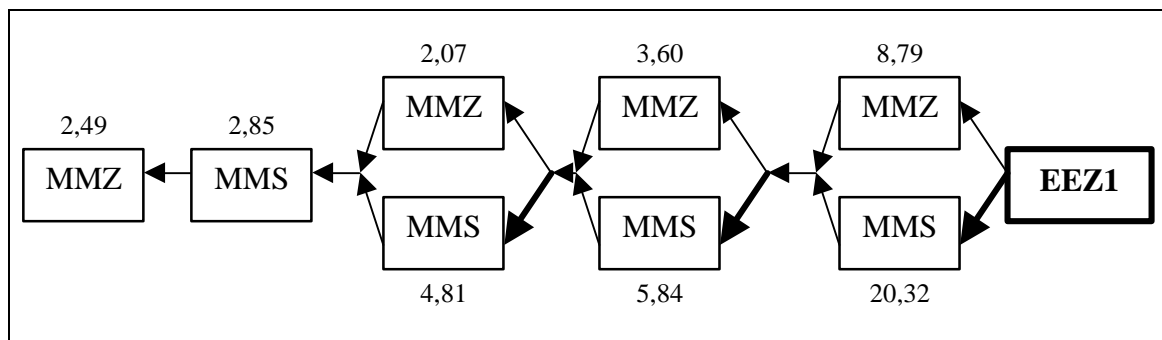 2,07 3,60 8,79
MMZ MMZ MMZ
2,49 2,85
MMZ MMS EEZ1
MMS MMS MMS
4,81 5,84 20,32